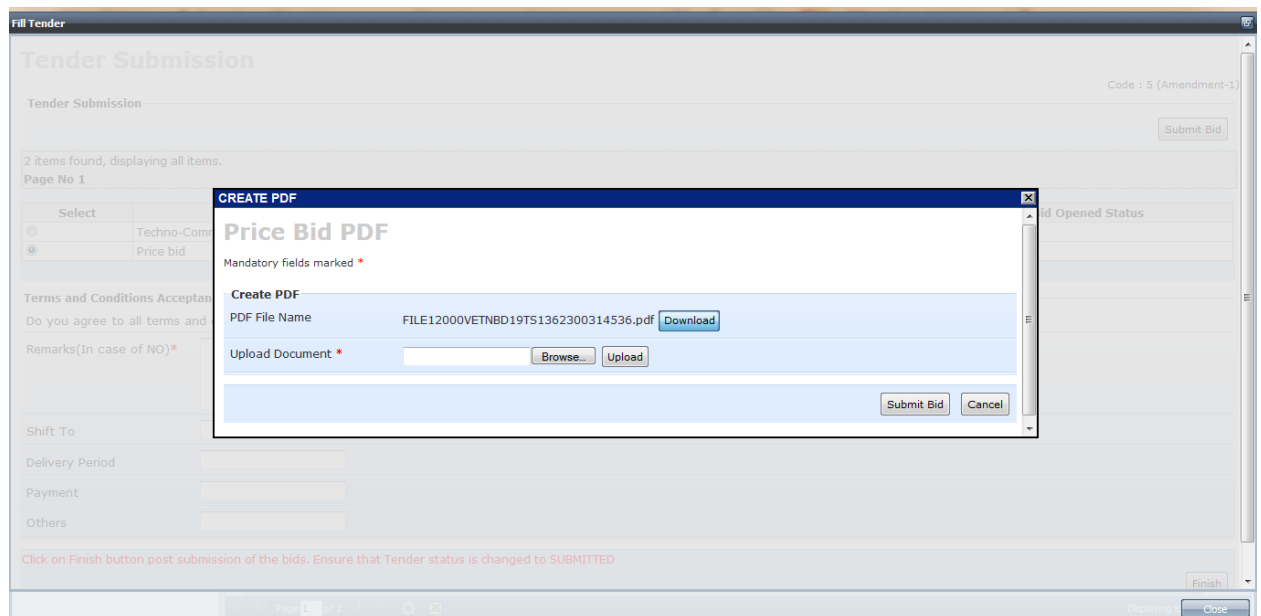 Fill Tender
Tender Submission
Code : 5 (Amendment-1)
Tender Submission
Submit Bid
2 items found, displaying all items.
Page No 1
Select
id Opened Status
Techno-Comm
Price bid
Terms and Conditions Acceptan
Do you agree to all terms and
Remarks(In case of NO)*
Shift To
Delivery Period
Payment
Others
Click on Finish button post submission of the bids. Ensure that Tender status is changed to SUBMITTED
Finish
CREATE PDF
Price Bid PDF
Mandatory fields marked *
Create PDF
PDF File Name FILE12000VETNBD19TS1362300314536.pdf Download
Upload Document * Browse... Upload
Submit Bid Cancel
Page 1 of 1
Displaying
Close